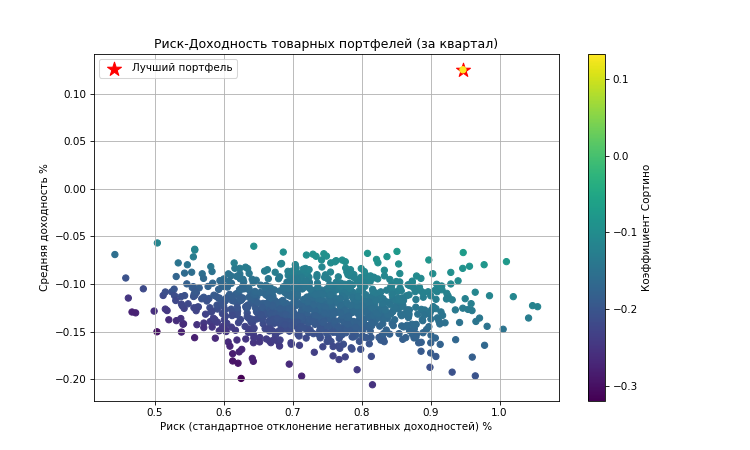 Риск-Доходность товарных портфелей (за квартал)
Лучший портфель
Средняя доходность %
0.10
0.05
0.00
−0.05
−0.10
−0.15
−0.20
0.5 0.6 0.7 0.8 0.9 1.0
Риск (стандартное отклонение негативных доходностей) %
0.1
0.0
−0.1
−0.2
−0.3
Коэффициент Сортино